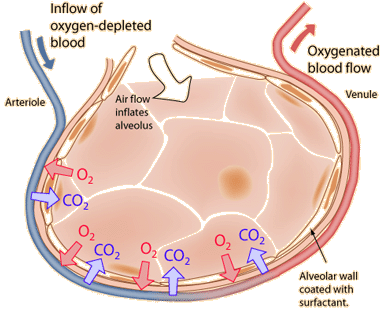 Inflow of
oxygen-depleted
blood
Oxygenated
blood flow
Arteriole
Venule
Air flow
inflates
alveolus
O2
CO2
O2
CO2
O2
CO2
O2
CO2
Alveolar wall
coated with
surfactant.